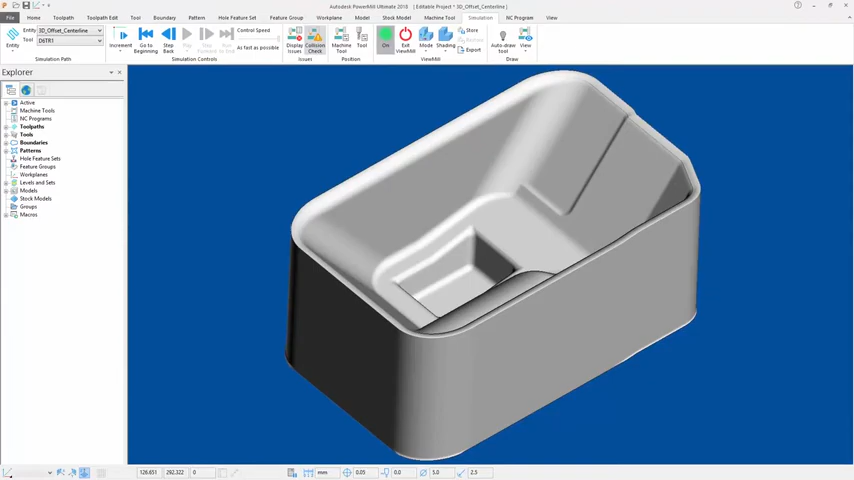 Autodesk PowerMill Ultimate 2018 - [ Editable Project * 3D_Offset_Centerline ]
File Toolpath Toolpath Edit Tool Boundary Pattern Hole Feature Set Feature Group Workplane Model Stock Model Machine Tool Simulation NC Program View
Entity
Entity 3D_Offset_Centerline
Tool D6TR1
Simulation Path
Increment
Go to Beginning
Step Back
Play
Step Forward
Run to End
Control Speed
As fast as possible
Simulation Controls
Display Issues
Collision Check
Issues
Machine Tool
Tool
Position
On
Exit ViewMill
Mode
Shading
Store
Restore
Export
ViewMill
Auto-draw tool
View
Draw
Explorer
Active
Machine Tools
NC Programs
Toolpaths
Tools
Boundaries
Patterns
Hole Feature Sets
Feature Groups
Workplanes
Levels and Sets
Models
Stock Models
Groups
Macros
126.651 292.322 0 mm 0.05 0.0 5.0 2.5